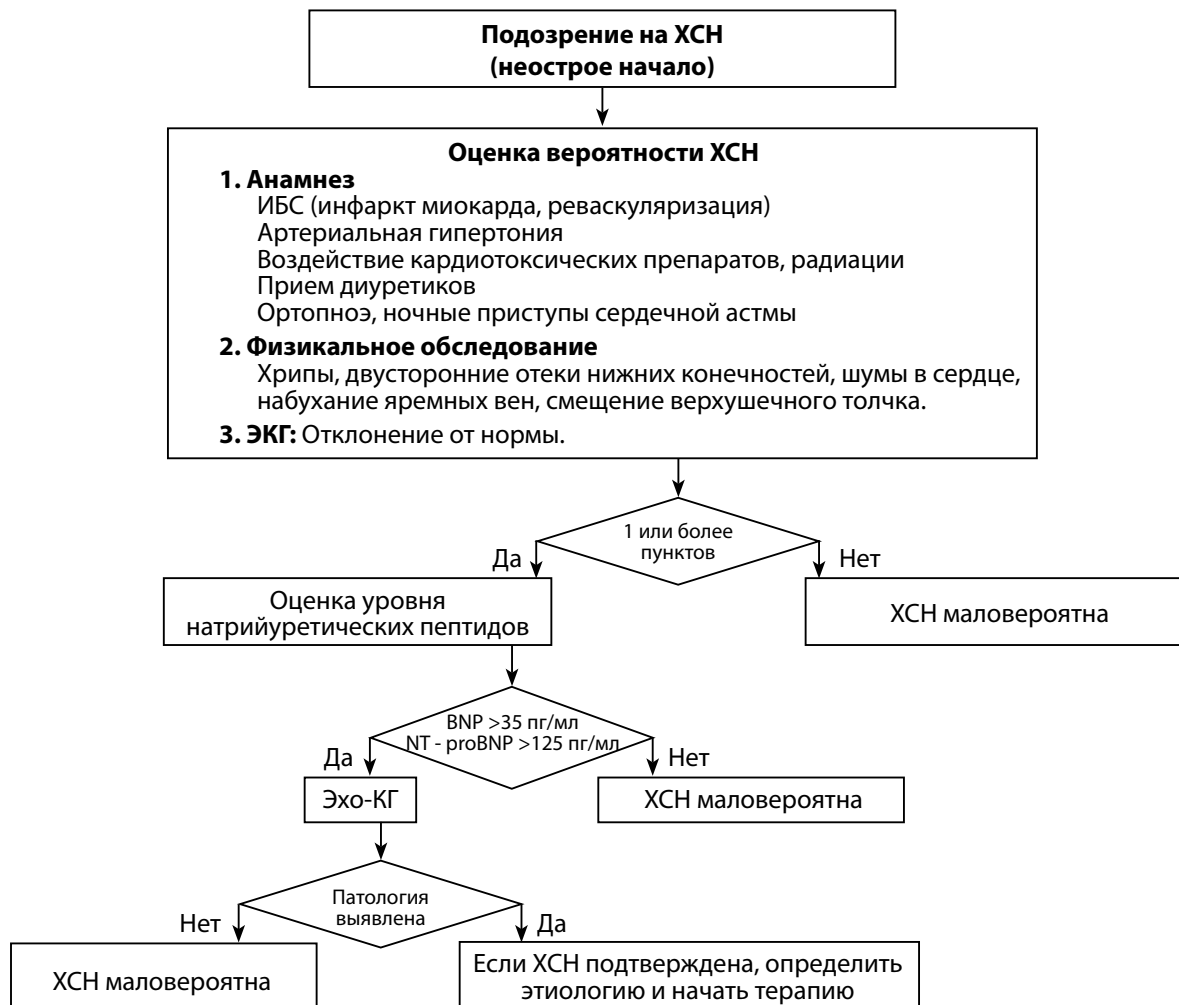 Подозрение на ХСН
(неострое начало)
Оценка вероятности ХСН
1. Анамнез
ИБС (инфаркт миокарда, реваскуляризация)
Артериальная гипертония
Воздействие кардиотоксических препаратов, радиации
Прием диуретиков
Ортопноэ, ночные приступы сердечной астмы
2. Физикальное обследование
Хрипы, двусторонние отеки нижних конечностей, шумы в сердце,
набухание яремных вен, смещение верхушечного толчка.
3. ЭКГ: Отклонение от нормы.
1 или более
пунктов
Да
Нет
Оценка уровня
натрийуретических пептидов
ХСН маловероятна
BNP >35 пг/мл
NT - proBNP >125 пг/мл
Да
Нет
Эхо-КГ
ХСН маловероятна
Патология
выявлена
Нет
Да
ХСН маловероятна
Если ХСН подтверждена, определить
этиологию и начать терапию